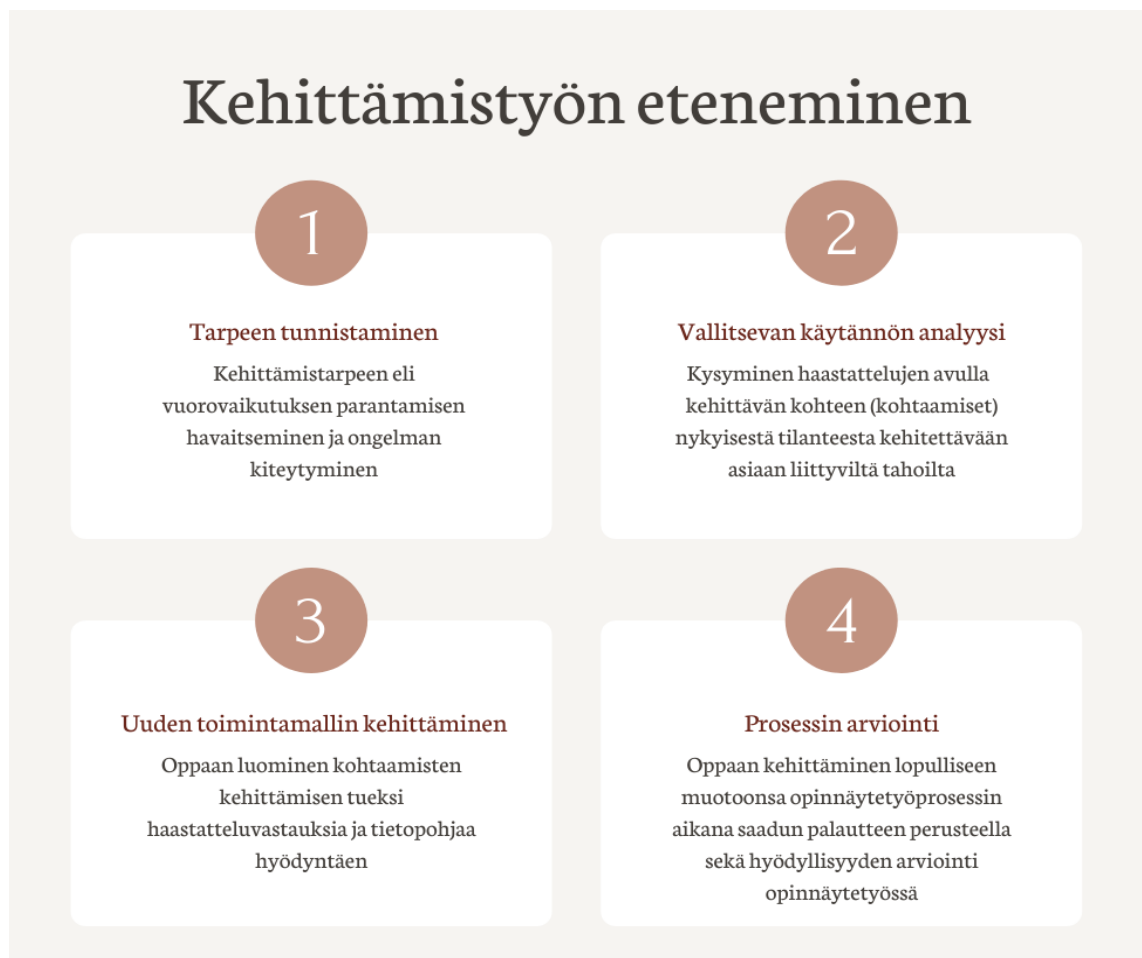 Kehittämistyön eteneminen
1
Tarpeen tunnistaminen
Kehittämistarpeen eli
vuorovaikutuksen parantamisen
havaitseminen ja ongelman
kiteytyminen
2
Vallitsevan käytännön analyysi
Kysyminen haastattelujen avulla
kehittävän kohteen (kohtaamiset)
nykyisestä tilanteesta kehitettävään
asiaan liittyviltä tahoilta
3
Uuden toimintamallin kehittäminen
Oppaan luominen kohtaamisten
kehittämisen tueksi
haastatteluvastauksia ja tietopohjaa
hyödyntäen
4
Prosessin arviointi
Oppaan kehittäminen lopulliseen
muotoonsa opinnäytetyöprosessin
aikana saadun palautteen perusteella
sekä hyödyllisyyden arviointi
opinnäytetyössä